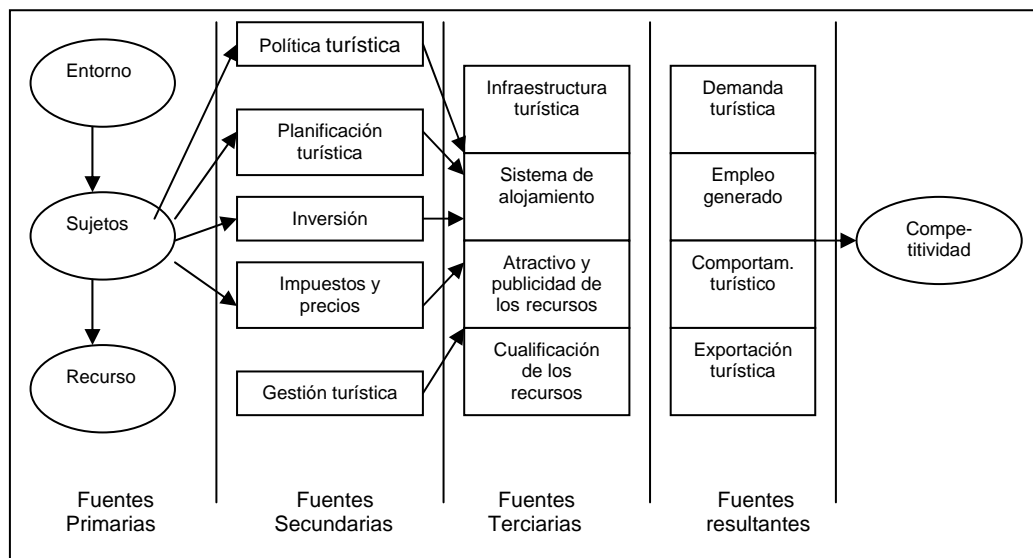 Entorno
Sujetos
Recurso
Fuentes
Primarias
Política turística
Planificación
turística
Inversión
Impuestos y
precios
Gestión turística
Fuentes
Secundarias
Infraestructura
turística
Sistema de
alojamiento
Atractivo y
publicidad de
los recursos
Cualificación
de los
recursos
Fuentes
Terciarias
Demanda
turística
Empleo
generado
Comportam.
turístico
Exportación
turística
Fuentes
resultantes
Compe-
titividad